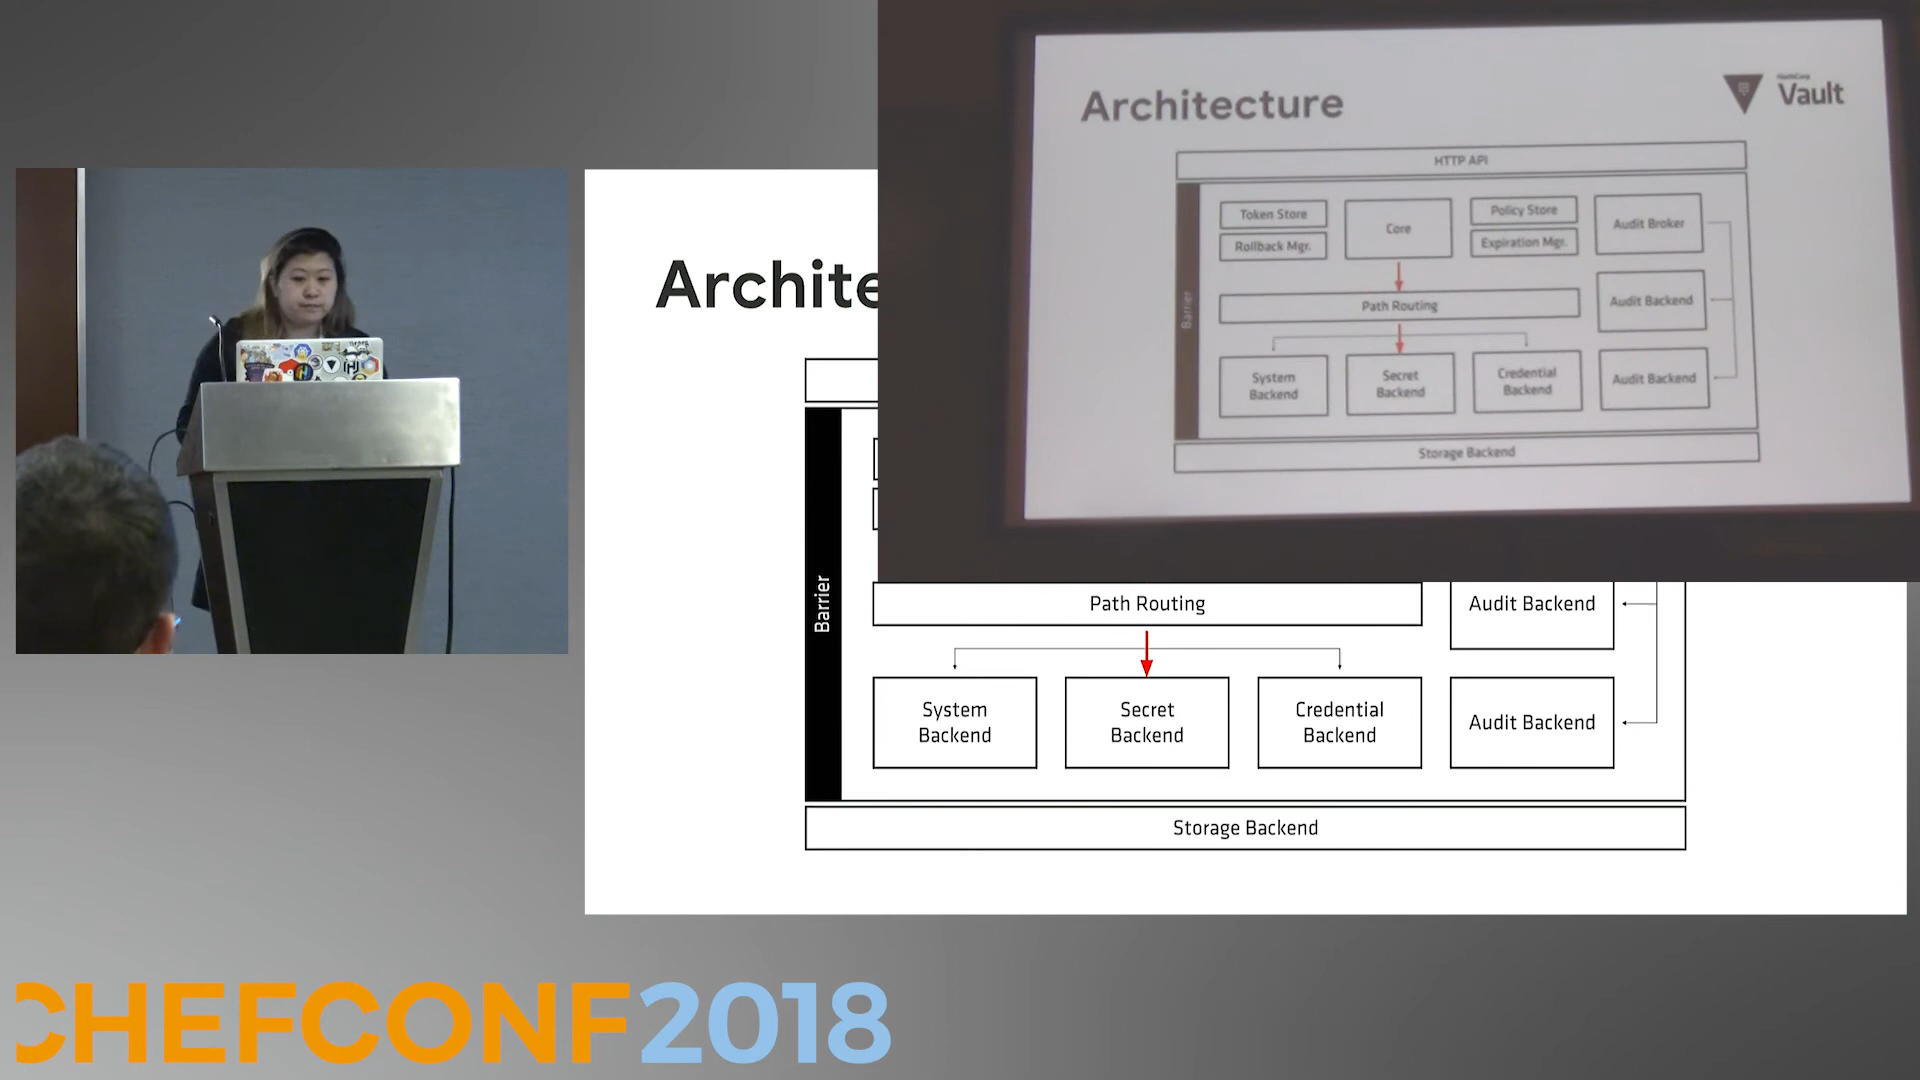 Architecture
HashiCorp
Vault
HTTP API
Token Store
Core
Policy Store
Audit Broker
Rollback Mgr.
Expiration Mgr.
Barrier
Path Routing
Audit Backend
System
Backend
Secret
Backend
Credential
Backend
Audit Backend
Storage Backend
Archite
Barrier
Path Routing
Audit Backend
System
Backend
Secret
Backend
Credential
Backend
Audit Backend
Storage Backend
CHEFCONF2018